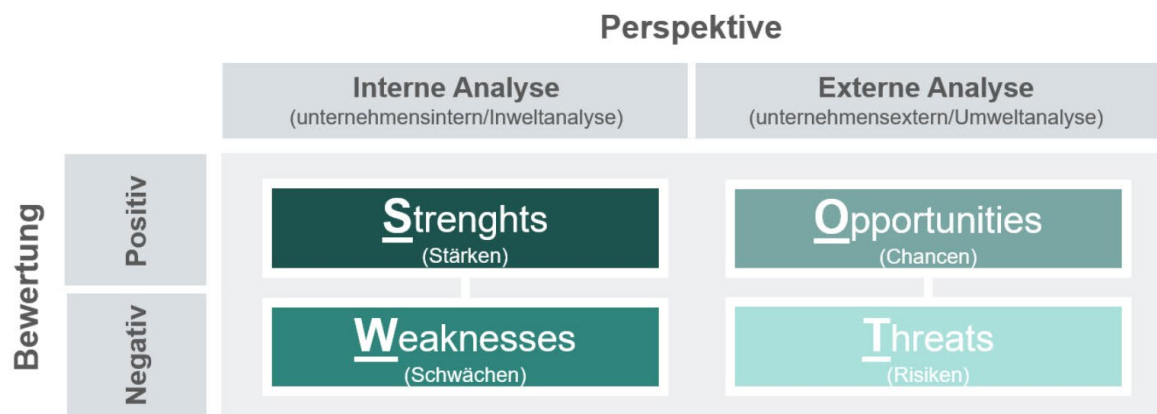 Perspektive
Interne Analyse
(unternehmensintern/Inweltanalyse)
Externe Analyse
(unternehmensextern/Umweltanalyse)
Bewertung
Positiv
Strenghts
(Stärken)
Opportunities
(Chancen)
Negativ
Weaknesses
(Schwächen)
Threats
(Risiken)